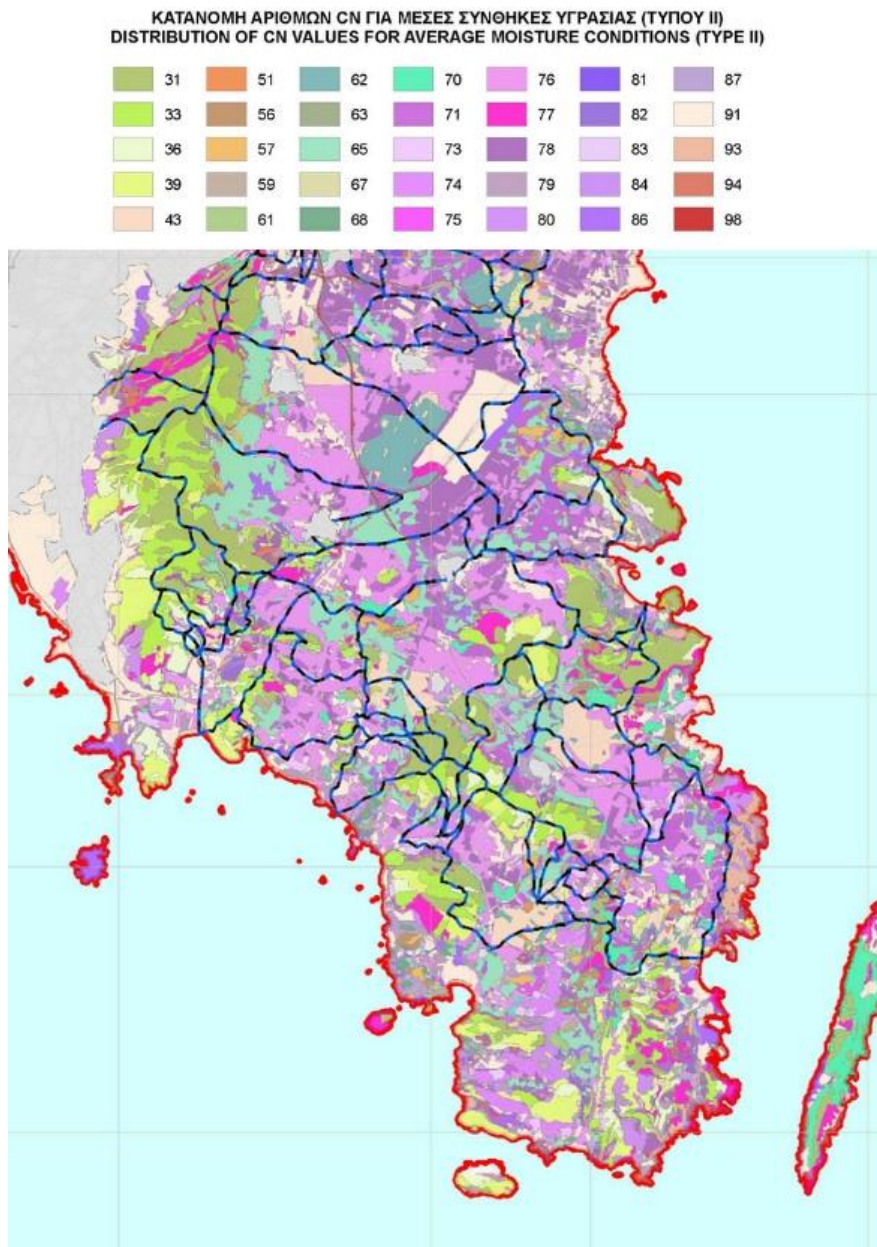 ΚΑΤΑΝΟΜΗ ΑΡΙΘΜΩΝ CN ΓΙΑ ΜΕΣΕΣ ΣΥΝΘΗΚΕΣ ΥΓΡΑΣΙΑΣ (ΤΥΠΟΥ II)
DISTRIBUTION OF CN VALUES FOR AVERAGE MOISTURE CONDITIONS (TYPE II)
31 51 62 70 76 81 87
33 56 63 71 77 82 91
36 57 65 73 78 83 93
39 59 67 74 79 84 94
43 61 68 75 80 86 98